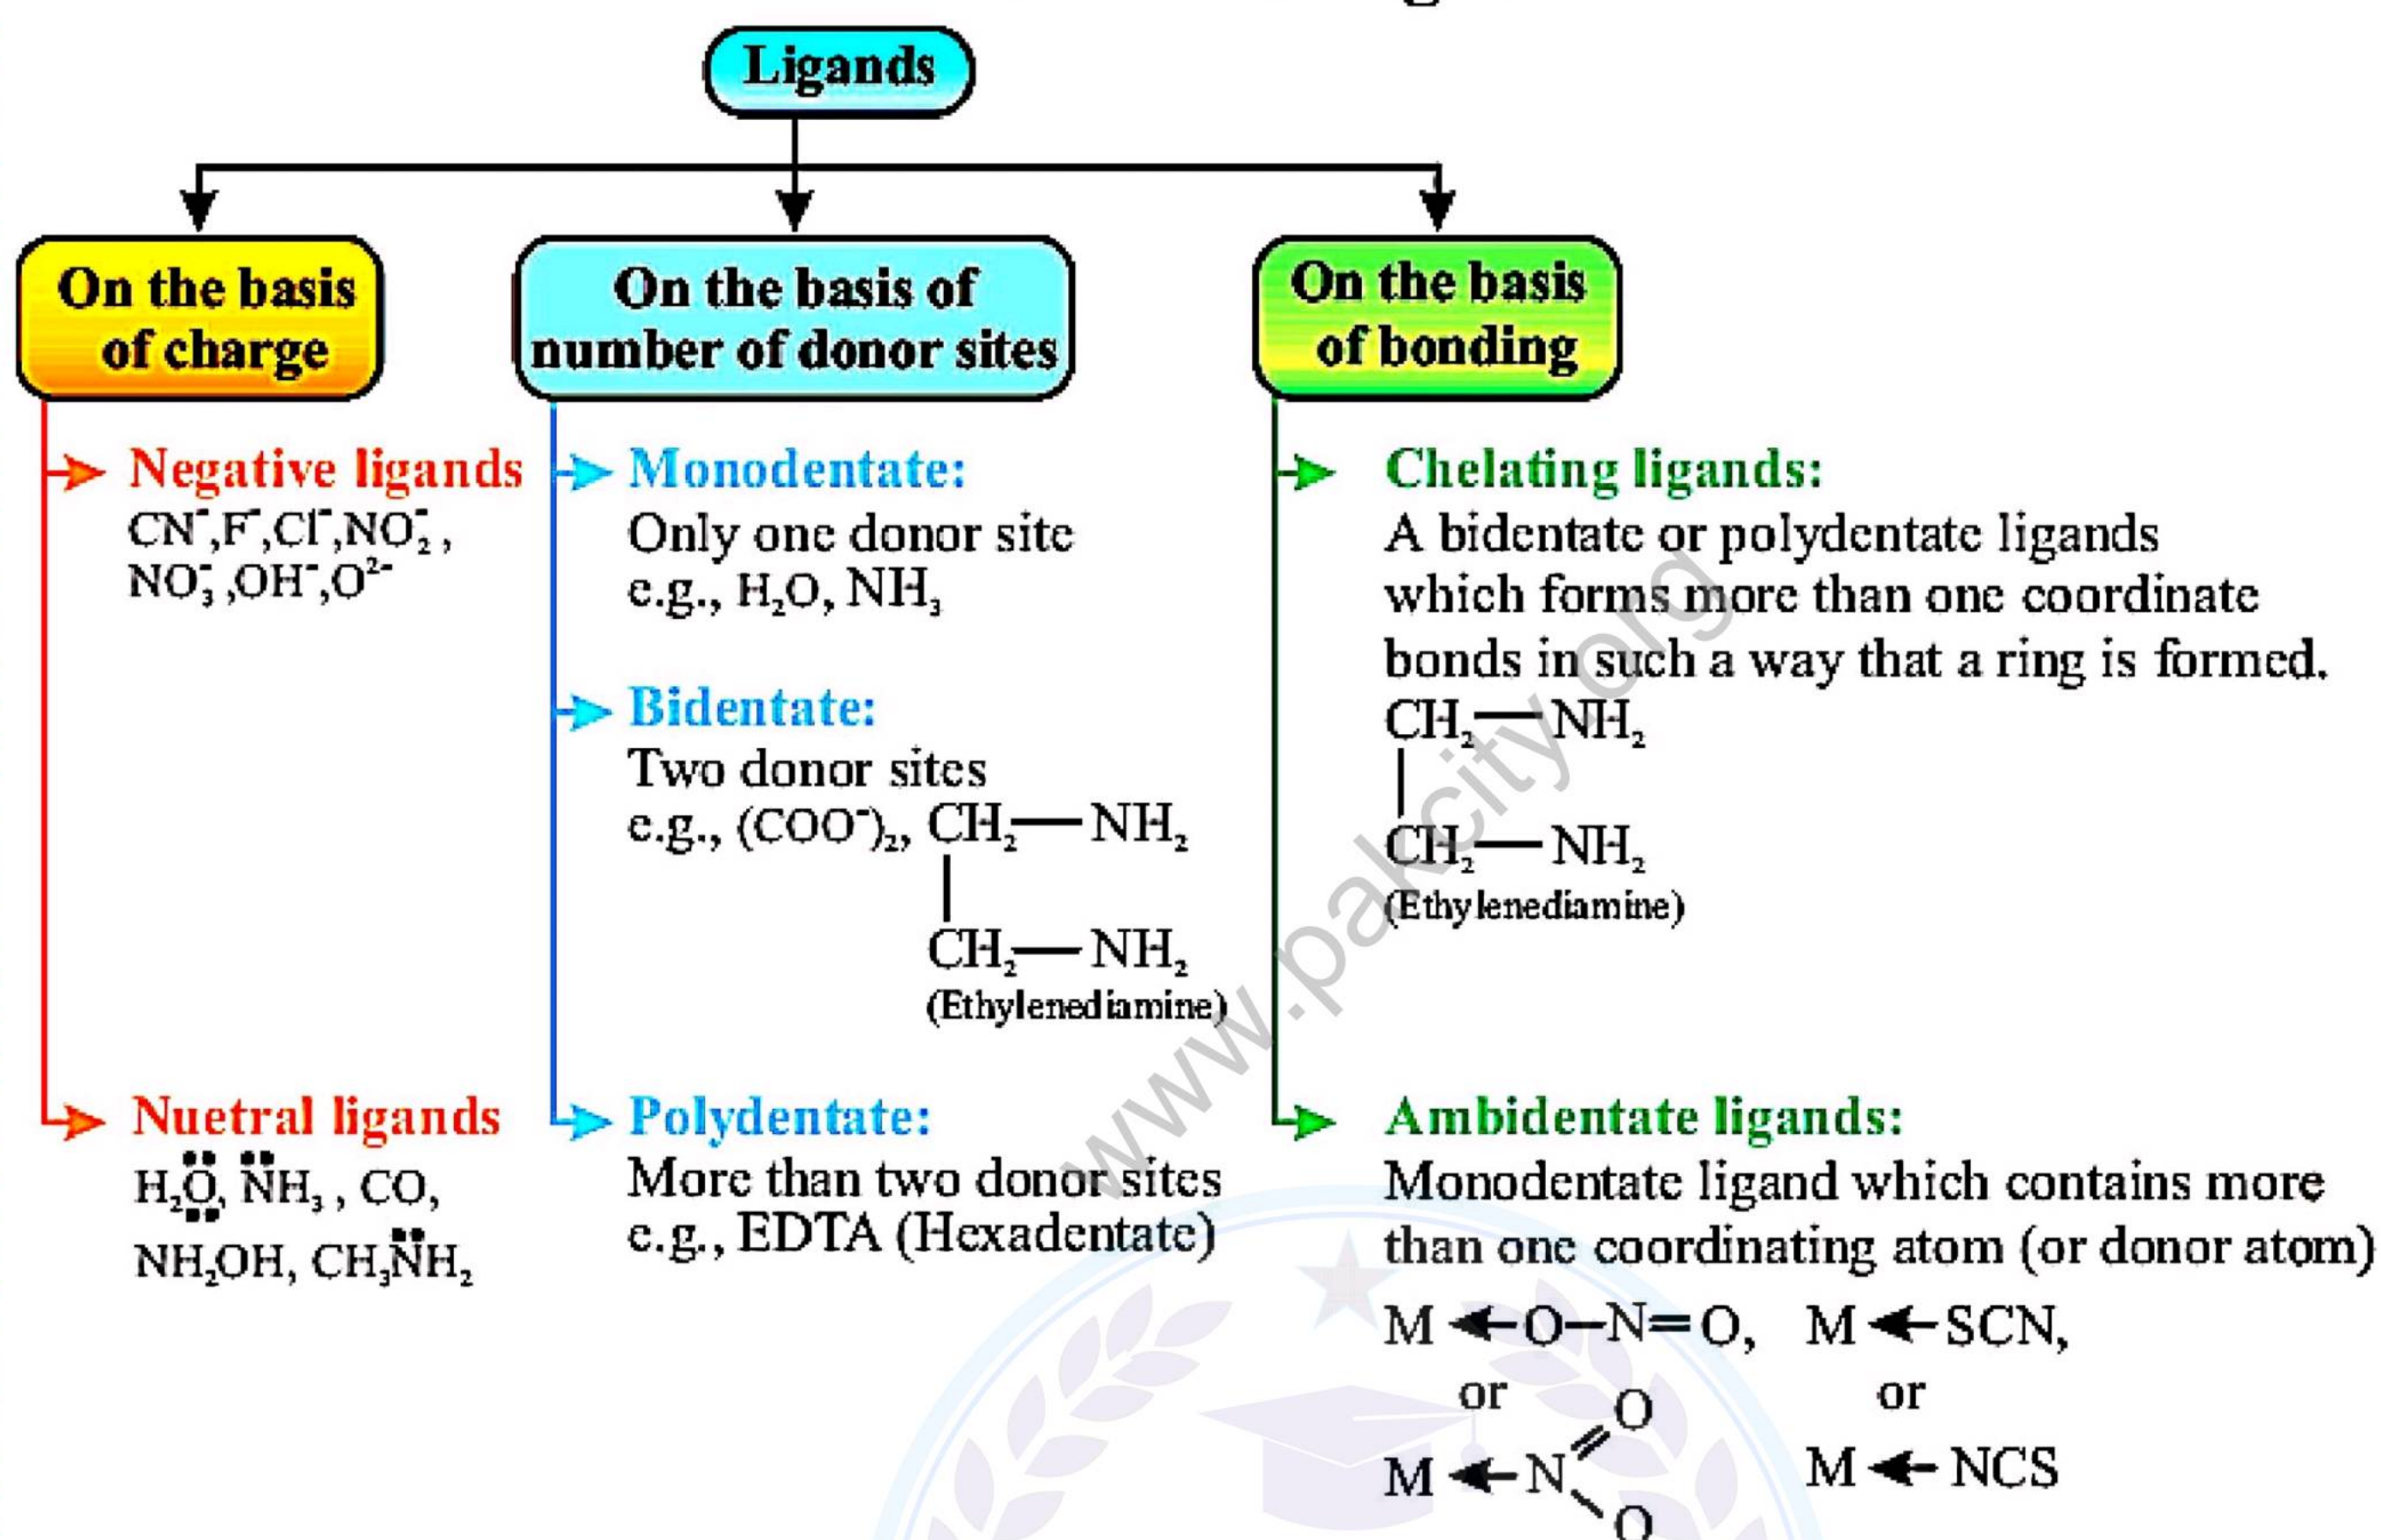 Ligands
On the basis
of charge
Negative ligands
CN⁻,F⁻,Cl⁻,NO₂⁻,
NO₃⁻,OH⁻,O²⁻
Nuetral ligands
H₂O, NH₃, CO,
NH₂OH, CH₃NH₂
On the basis of
number of donor sites
Monodentate:
Only one donor site
e.g., H₂O, NH₃
Bidentate:
Two donor sites
e.g., (COO⁻)₂, CH₂—NH₂
CH₂—NH₂
(Ethylenediamine)
Polydentate:
More than two donor sites
e.g., EDTA (Hexadentate)
On the basis
of bonding
Chelating ligands:
A bidentate or polydentate ligands
which forms more than one coordinate
bonds in such a way that a ring is formed.
CH₂—NH₂
CH₂—NH₂
(Ethylenediamine)
Ambidentate ligands:
Monodentate ligand which contains more
than one coordinating atom (or donor atom)
M←O–N=O, M←SCN,
or or
O
M←N M←NCS
O
www.pakcity.org